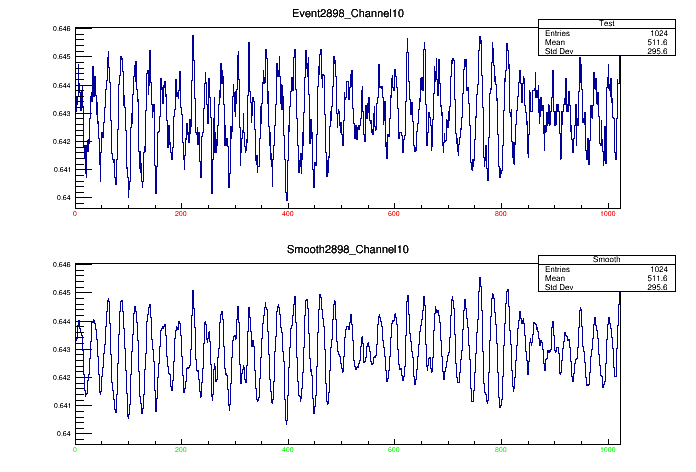 Event2898_Channel10
Test
Entries 1024
Mean 511.6
Std Dev 295.6
0.646
0.645
0.644
0.643
0.642
0.641
0.64
0 200 400 600 800 1000
Smooth2898_Channel10
Smooth
Entries 1024
Mean 511.6
Std Dev 295.6
0.646
0.645
0.644
0.643
0.642
0.641
0.64
0 200 400 600 800 1000